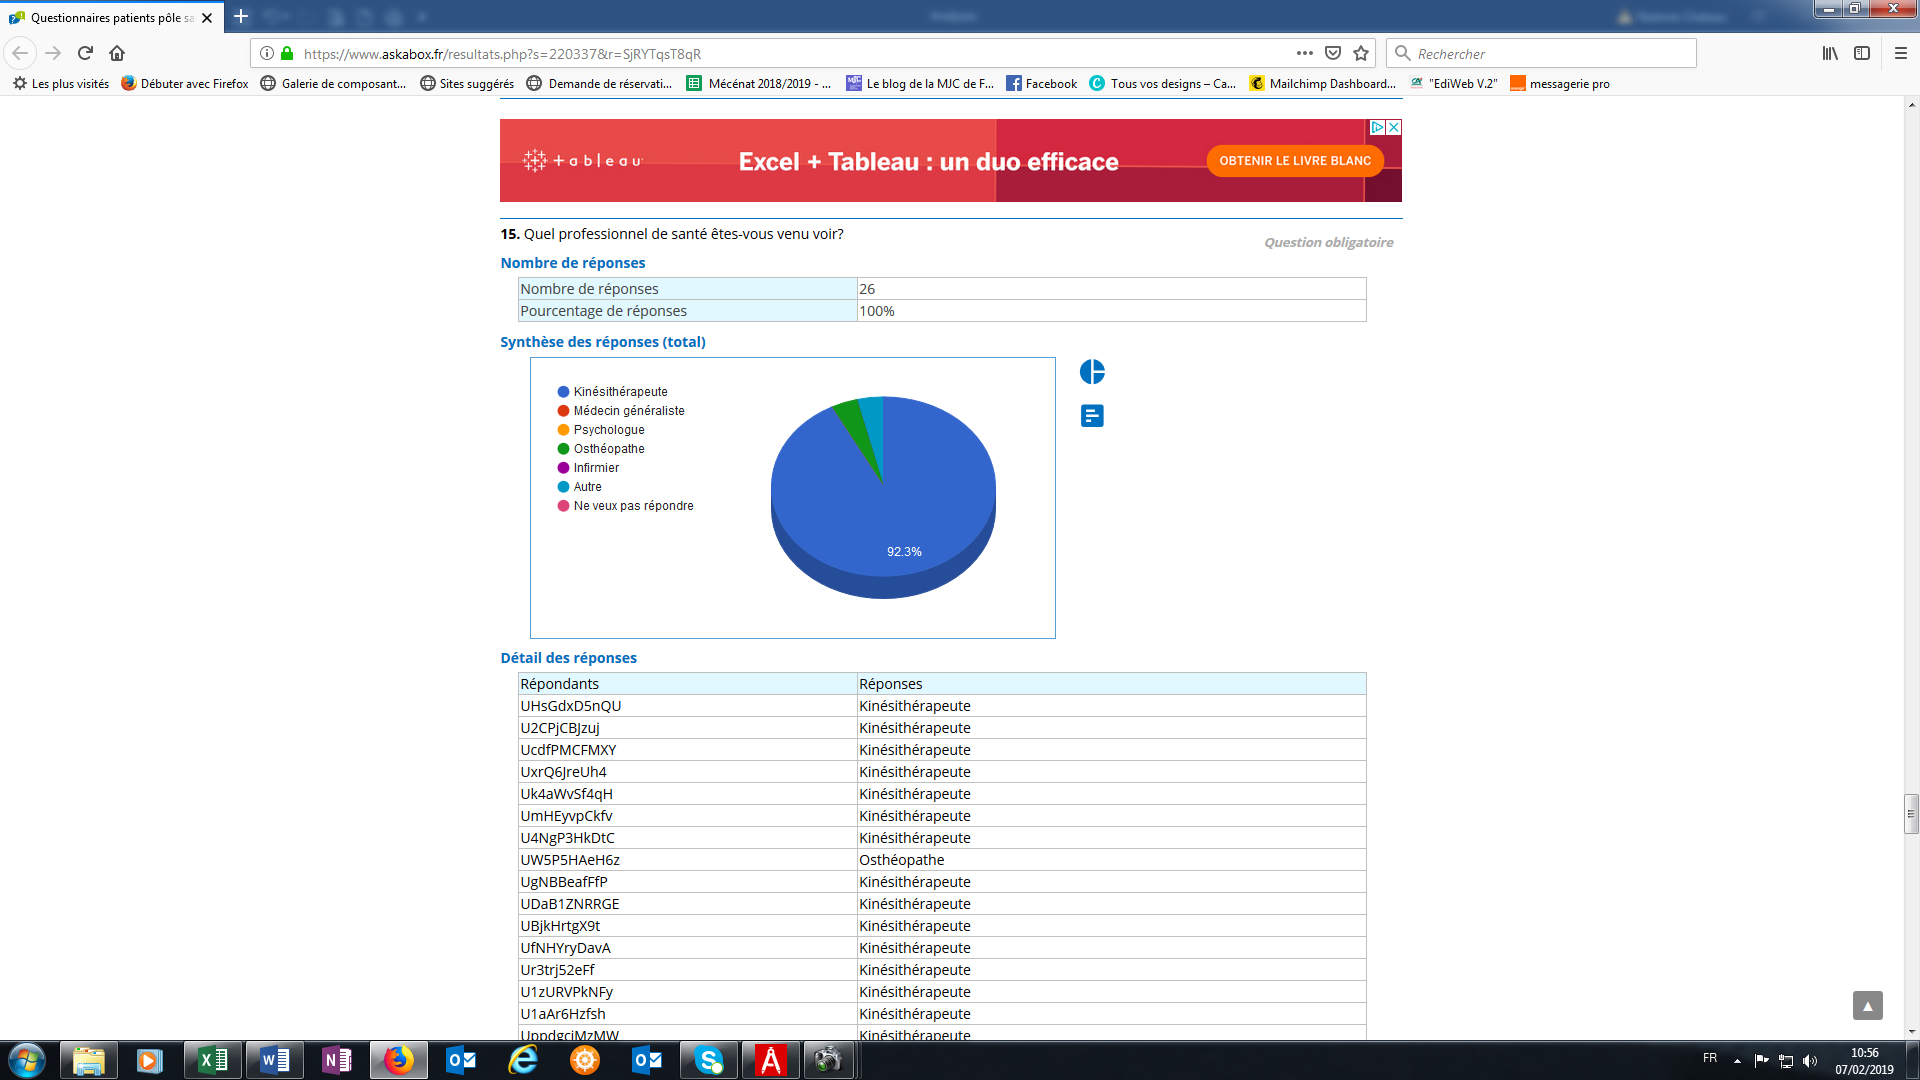 Questionnaires patients pôle sa
https://www.askabox.fr/resultats.php?s=220337&r=SjRYTqsT8qR
Rechercher
Les plus visités
Débuter avec Firefox
Galerie de composant...
Sites suggérés
Demande de réservati...
Mécénat 2018/2019 - ...
Le blog de la MJC de F...
Facebook
Tous vos designs – Ca...
Mailchimp Dashboard...
"EdiWeb V.2"
messagerie pro
+ableau
Excel + Tableau : un duo efficace
OBTENIR LE LIVRE BLANC
15. Quel professionnel de santé êtes-vous venu voir?
Question obligatoire
Nombre de réponses
Nombre de réponses 26
Pourcentage de réponses 100%
Synthèse des réponses (total)
Kinésithérapeute
Médecin généraliste
Psychologue
Osthéopathe
Infirmier
Autre
Ne veux pas répondre
92.3%
Détail des réponses
Répondants Réponses
UHsGdxD5nQU Kinésithérapeute
U2CPjCBJzuj Kinésithérapeute
UcdfPMCFMXY Kinésithérapeute
UxrQ6JreUh4 Kinésithérapeute
Uk4aWvSf4qH Kinésithérapeute
UmHEyvpCkfv Kinésithérapeute
U4NgP3HkDtC Kinésithérapeute
UW5P5HAeH6z Osthéopathe
UgNBBeafFfP Kinésithérapeute
UDaB1ZNRRGE Kinésithérapeute
UBjkHrtgX9t Kinésithérapeute
UfNHYryDavA Kinésithérapeute
Ur3trj52eFf Kinésithérapeute
U1zURVPkNFy Kinésithérapeute
U1aAr6Hzfsh Kinésithérapeute
UppdgciMzMW Kinésithérapeute
FR
10:56
07/02/2019